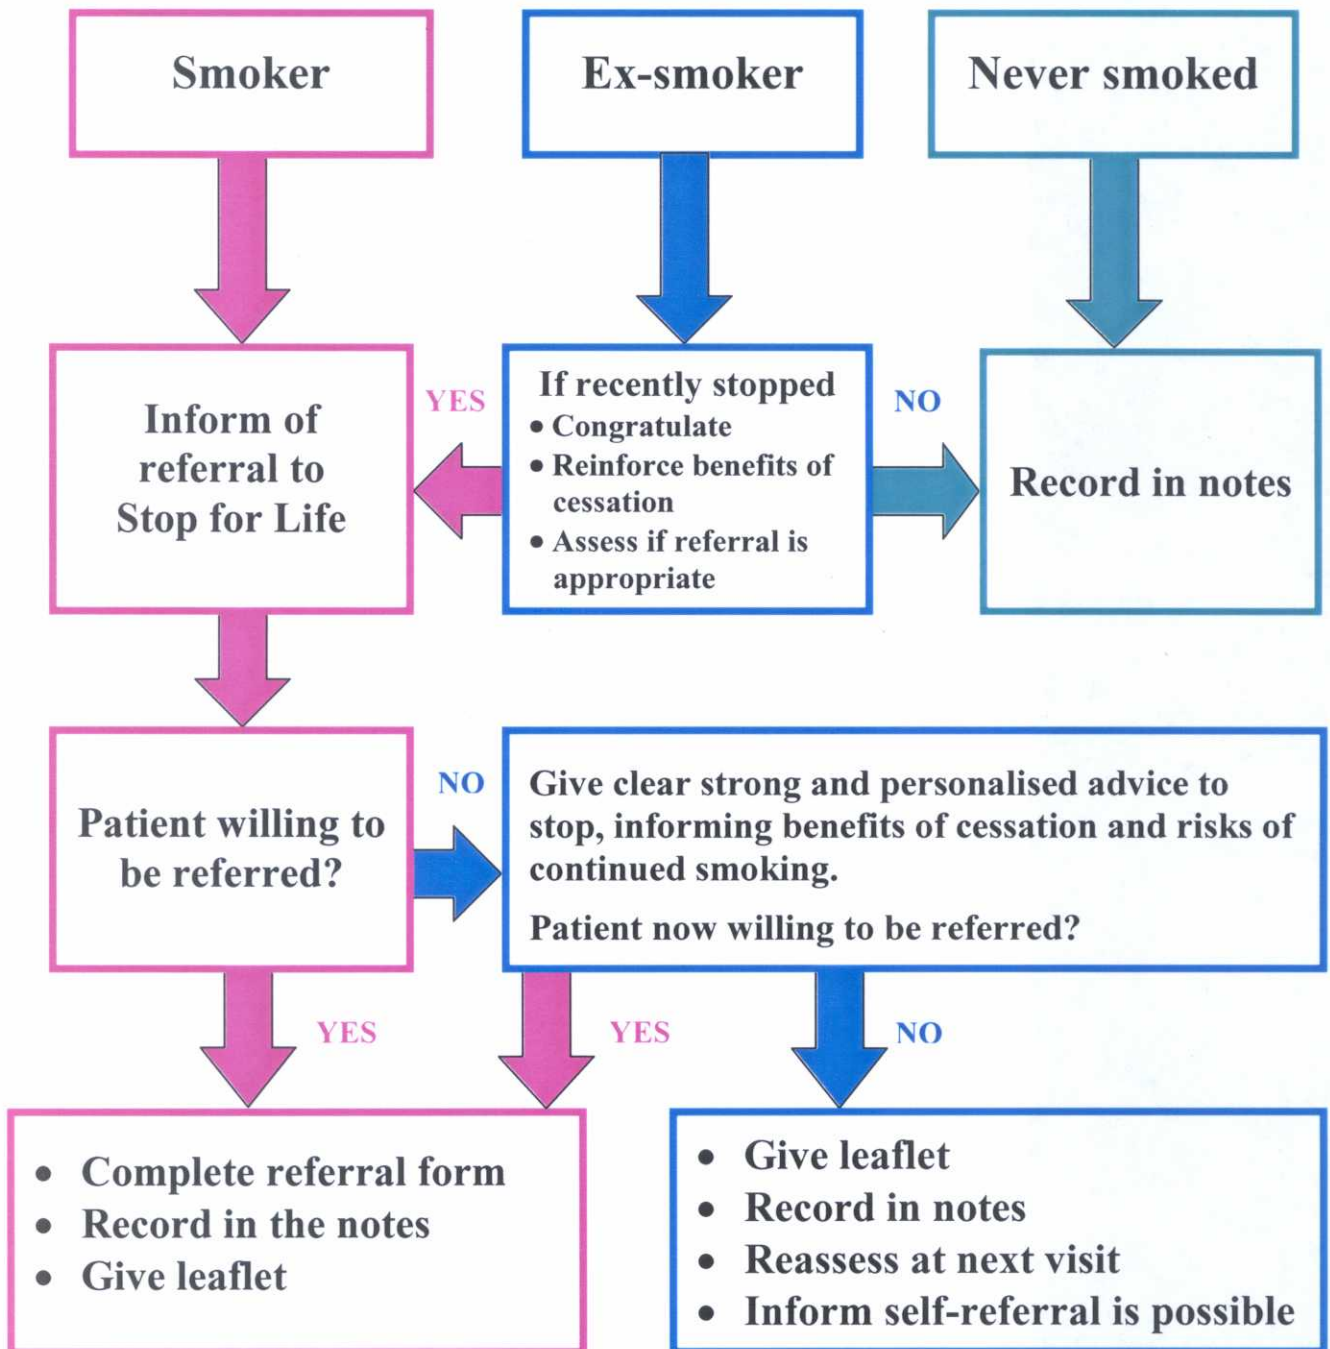 Smoker
Ex-smoker
Never smoked
Inform of
referral to
Stop for Life
YES
If recently stopped
• Congratulate
• Reinforce benefits of
cessation
• Assess if referral is
appropriate
NO
Record in notes
Patient willing to
be referred?
NO
Give clear strong and personalised advice to
stop, informing benefits of cessation and risks of
continued smoking.
Patient now willing to be referred?
YES
YES
NO
• Complete referral form
• Record in the notes
• Give leaflet
• Give leaflet
• Record in notes
• Reassess at next visit
• Inform self-referral is possible